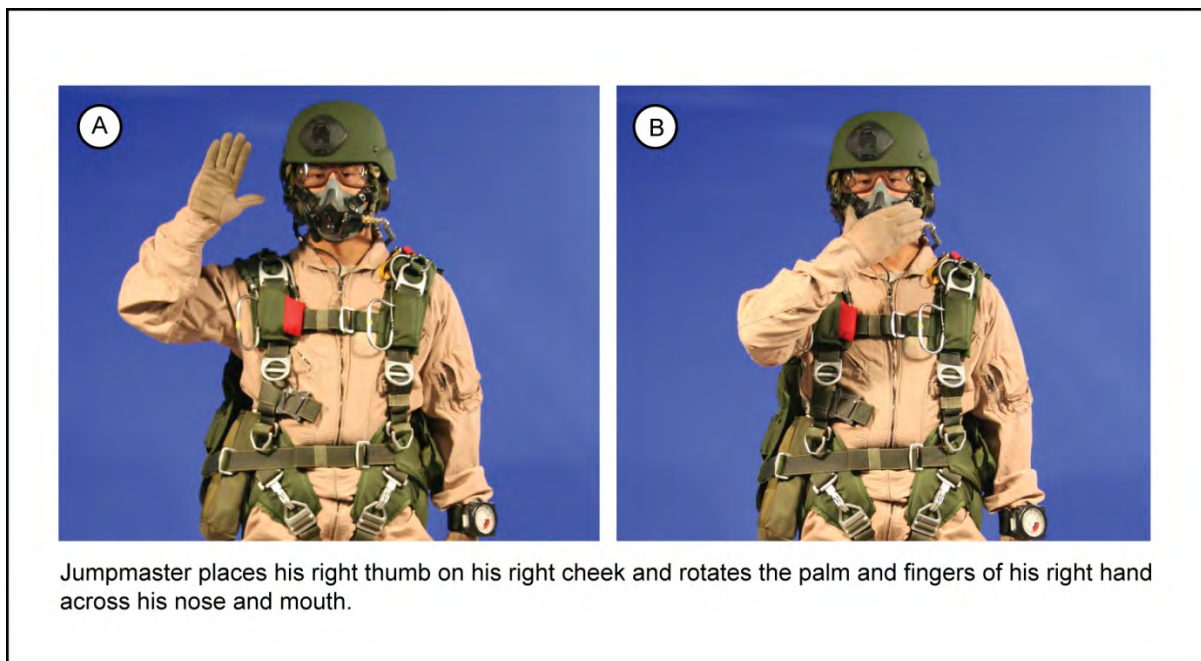 A
B
Jumpmaster places his right thumb on his right cheek and rotates the palm and fingers of his right hand
across his nose and mouth.